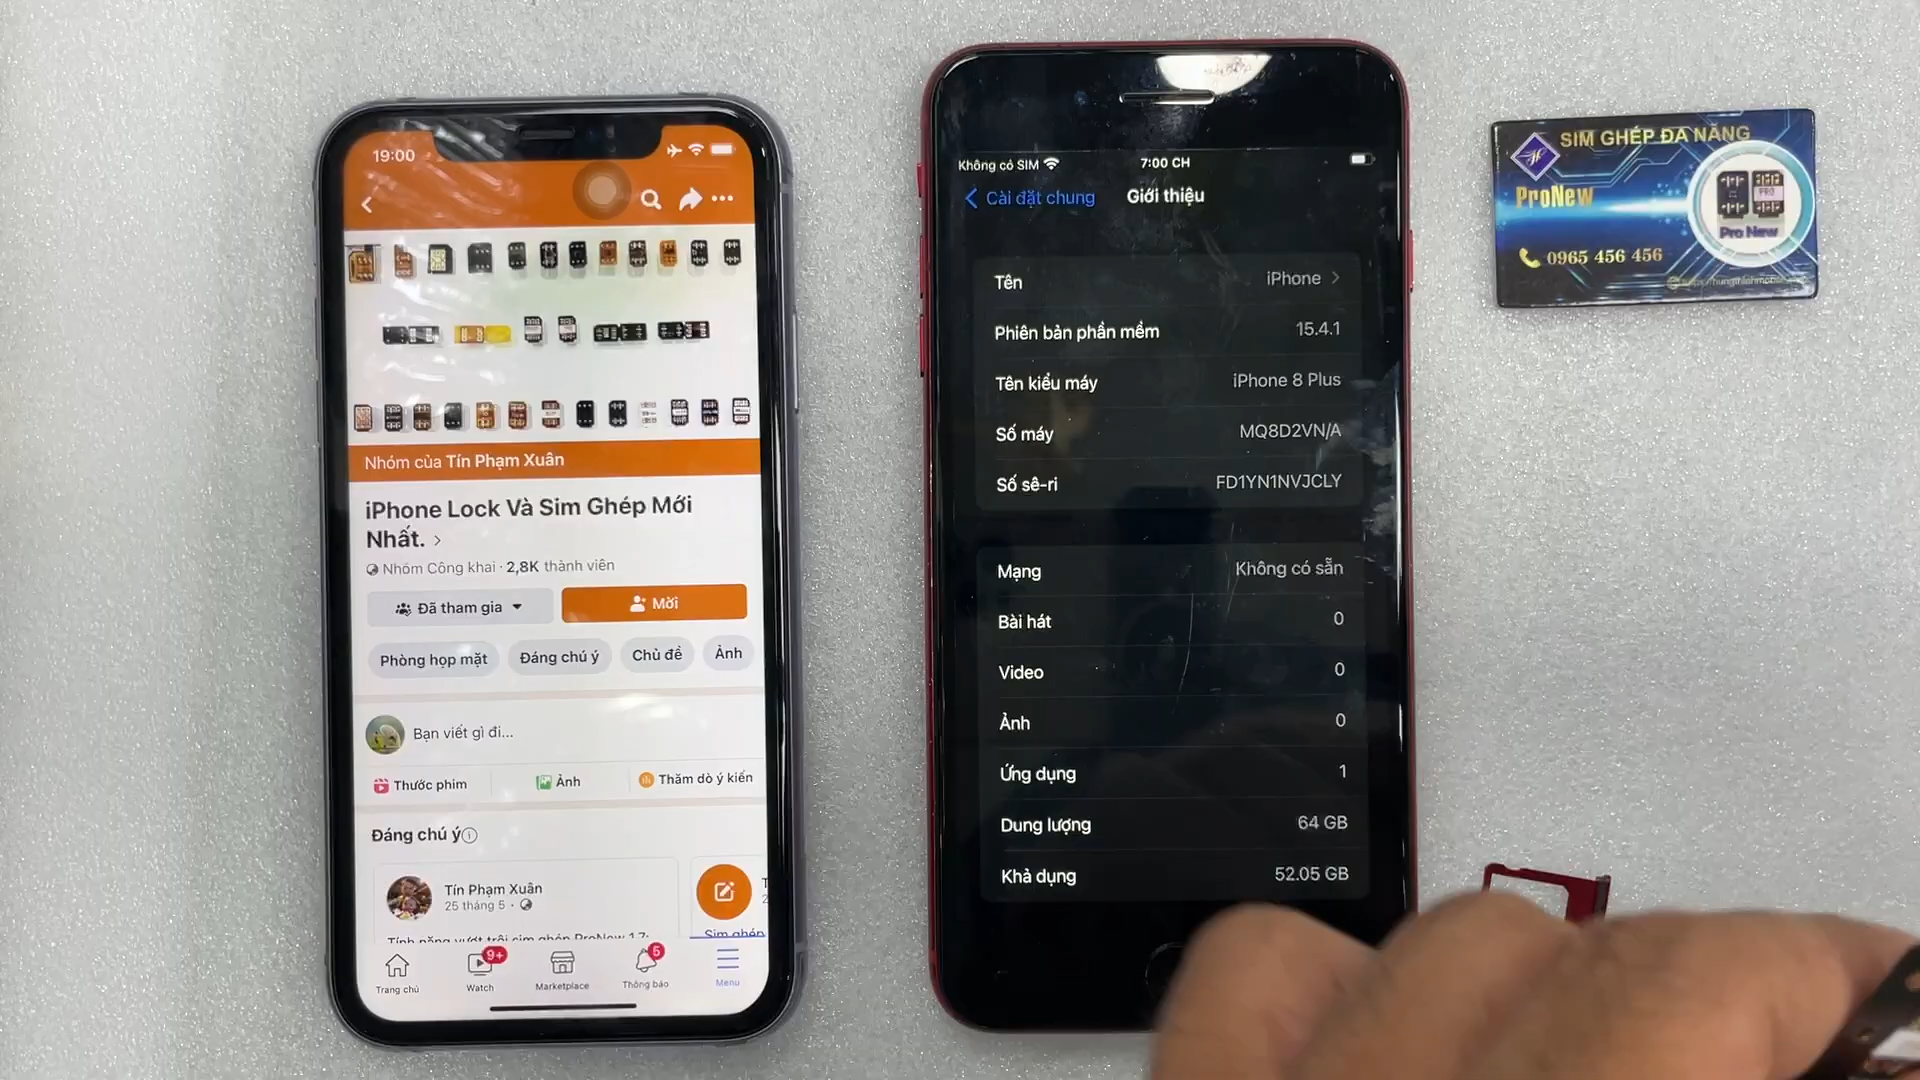 19:00
Nhóm của Tín Phạm Xuân
iPhone Lock Và Sim Ghép Mới
Nhất. >
Nhóm Công khai · 2,8K thành viên
Đã tham gia
Mời
Phòng họp mặt
Đáng chú ý
Chủ đề
Ảnh
Bạn viết gì đi...
Thước phim
Ảnh
Thăm dò ý kiến
Đáng chú ý
Tín Phạm Xuân
25 tháng 5 ·
Tính năng vượt trội sim ghép ProNew 1.7:
Sim ghép
Trang chủ
9+
Watch
Marketplace
5
Thông báo
Menu
Không có SIM
7:00 CH
Cài đặt chung
Giới thiệu
Tên
iPhone >
Phiên bản phần mềm
15.4.1
Tên kiểu máy
iPhone 8 Plus
Số máy
MQ8D2VN/A
Số sê-ri
FD1YN1NVJCLY
Mạng
Không có sẵn
Bài hát
0
Video
0
Ảnh
0
Ứng dụng
1
Dung lượng
64 GB
Khả dụng
52.05 GB
SIM GHÉP ĐA NĂNG
ProNew
PRO
Pro New
0965 456 456